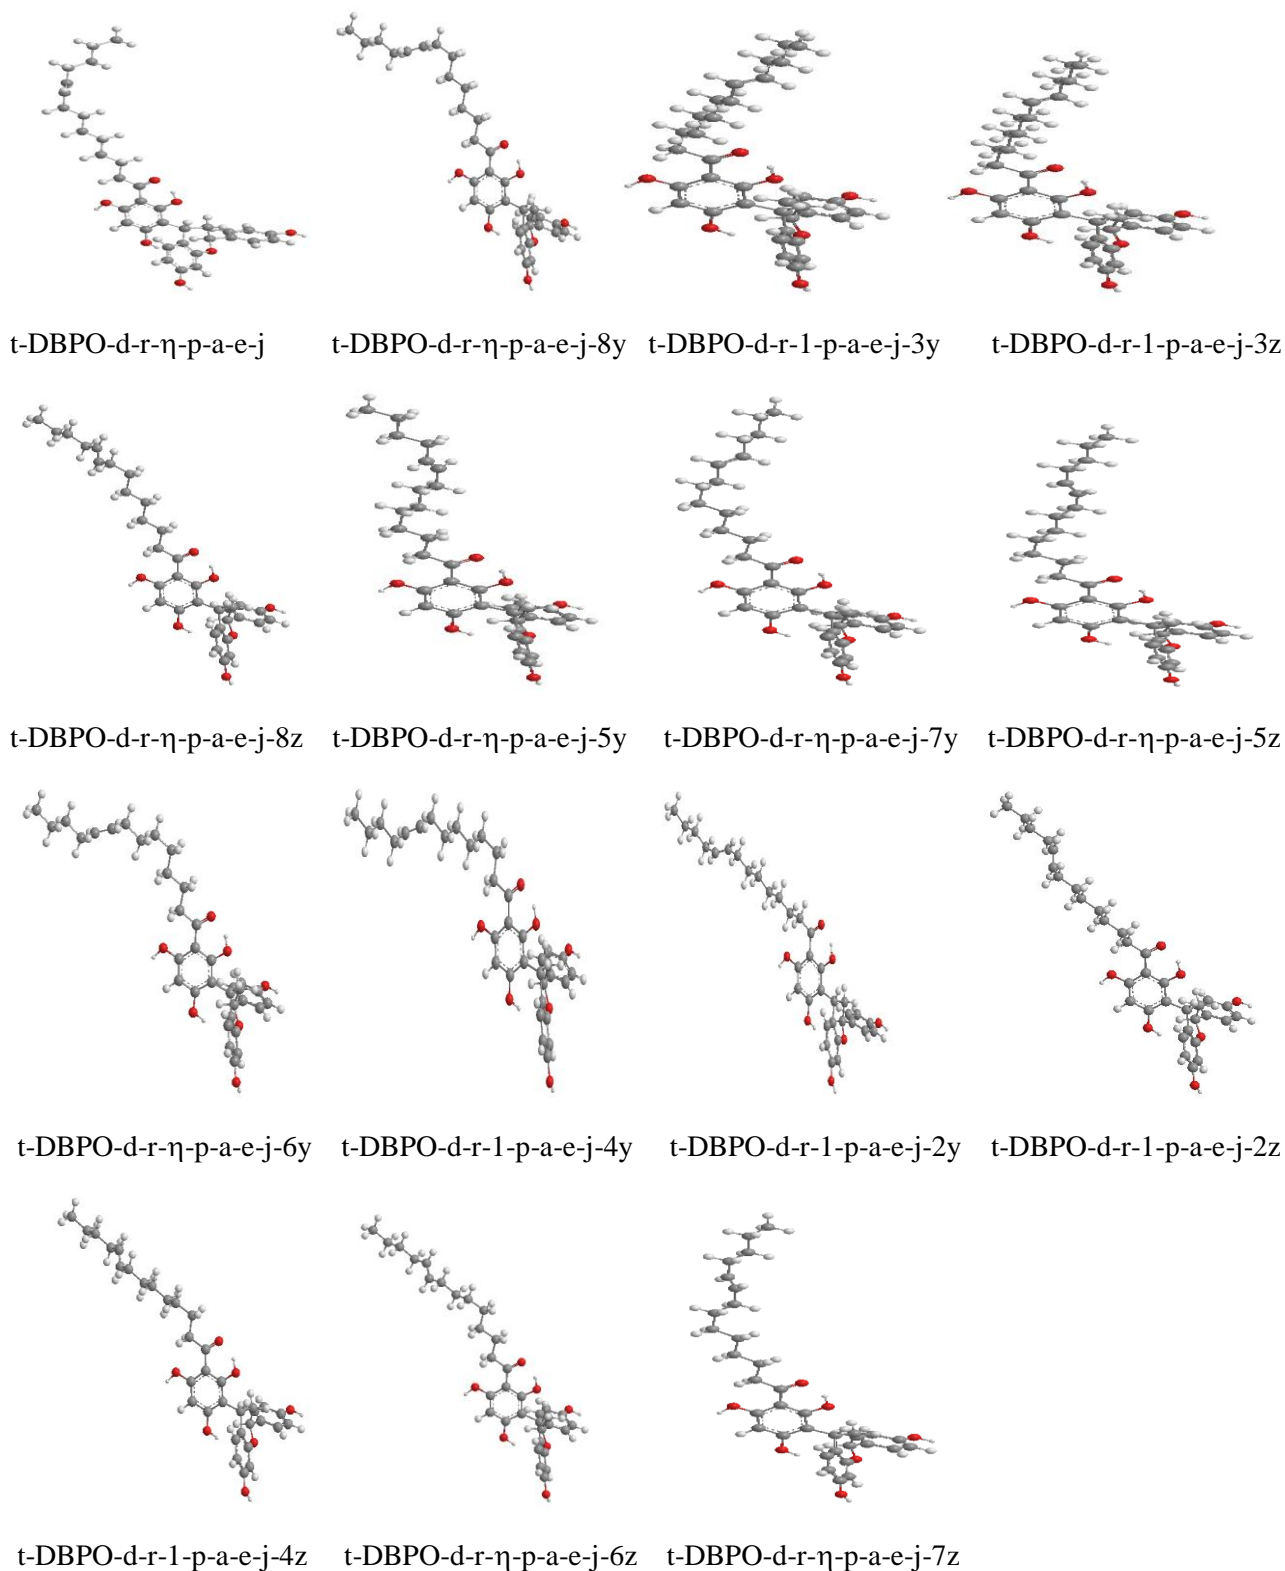 t-DBPO-d-r-η-p-a-e-j t-DBPO-d-r-η-p-a-e-j-8y t-DBPO-d-r-1-p-a-e-j-3y t-DBPO-d-r-1-p-a-e-j-3z
t-DBPO-d-r-η-p-a-e-j-8z t-DBPO-d-r-η-p-a-e-j-5y t-DBPO-d-r-η-p-a-e-j-7y t-DBPO-d-r-η-p-a-e-j-5z
t-DBPO-d-r-η-p-a-e-j-6y t-DBPO-d-r-1-p-a-e-j-4y t-DBPO-d-r-1-p-a-e-j-2y t-DBPO-d-r-1-p-a-e-j-2z
t-DBPO-d-r-1-p-a-e-j-4z t-DBPO-d-r-η-p-a-e-j-6z t-DBPO-d-r-η-p-a-e-j-7z